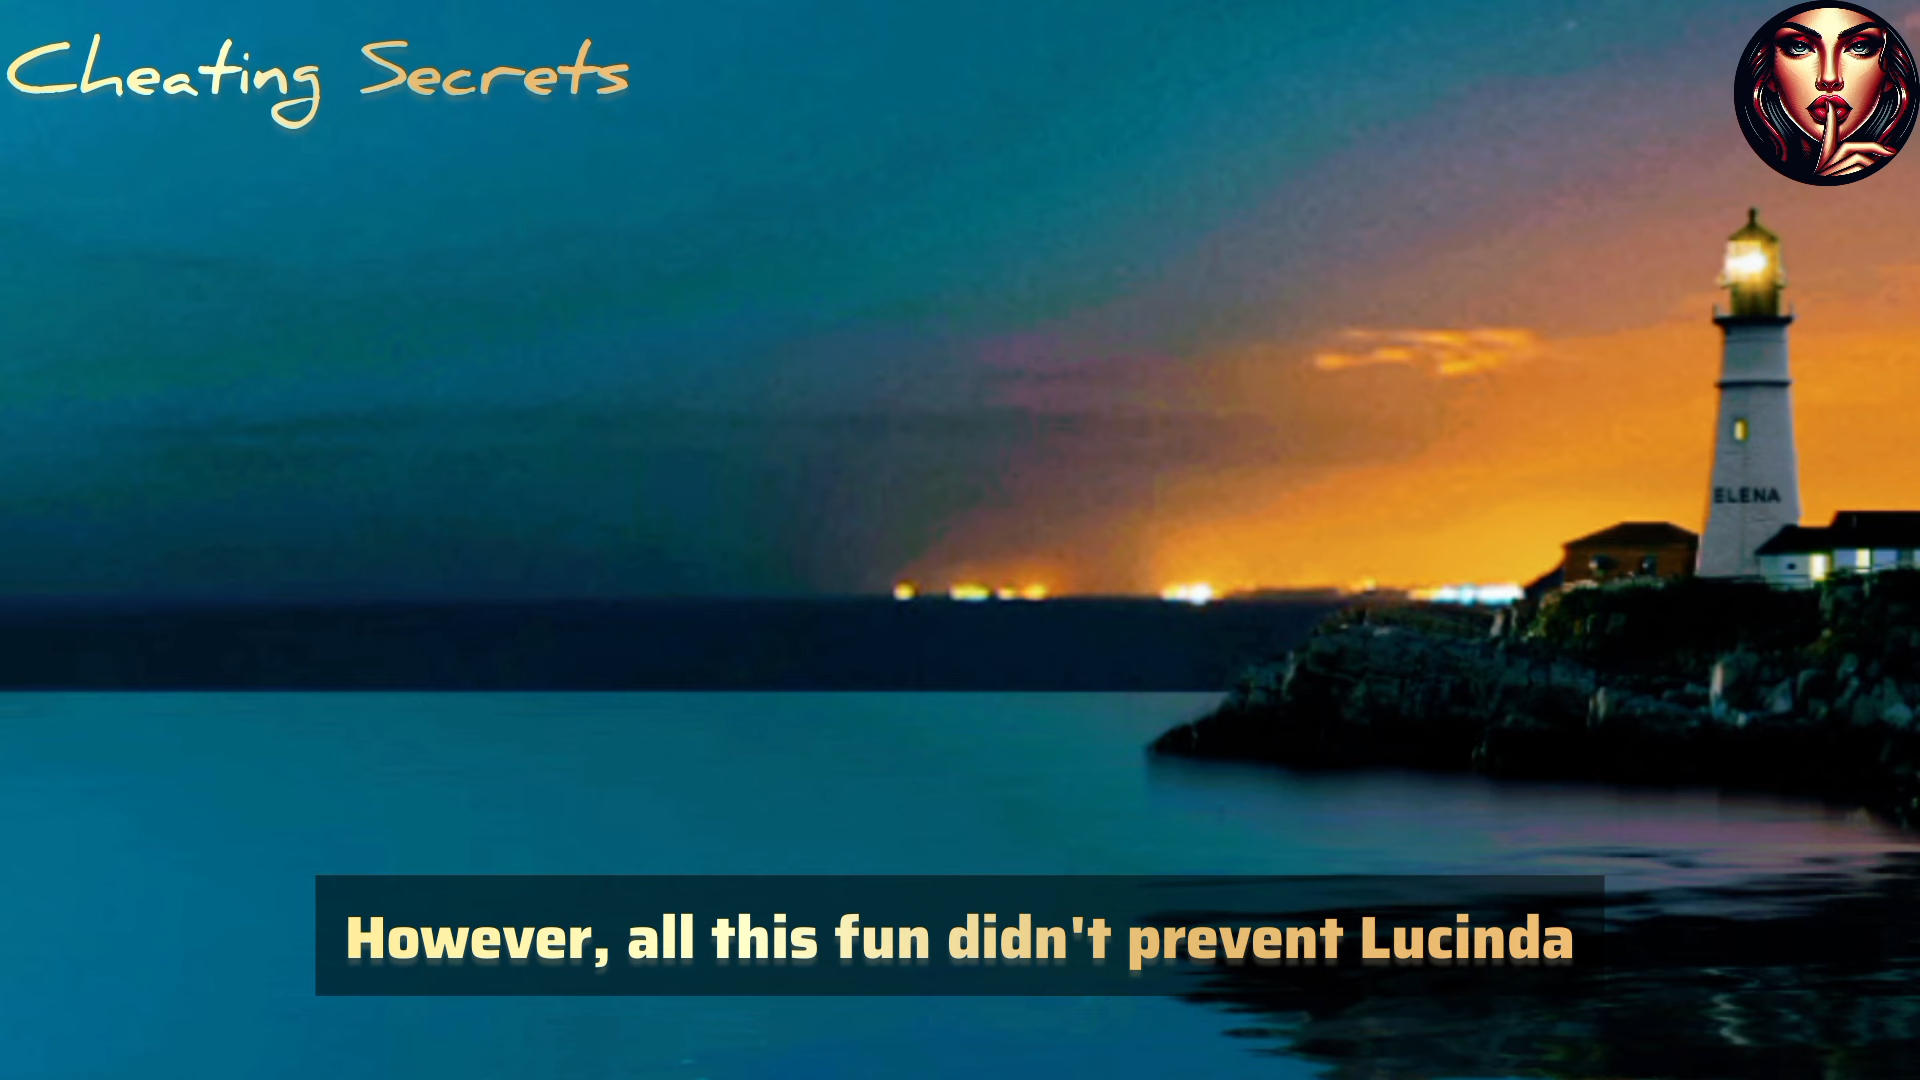 Cheating Secrets
ELENA
However, all this fun didn't prevent Lucinda